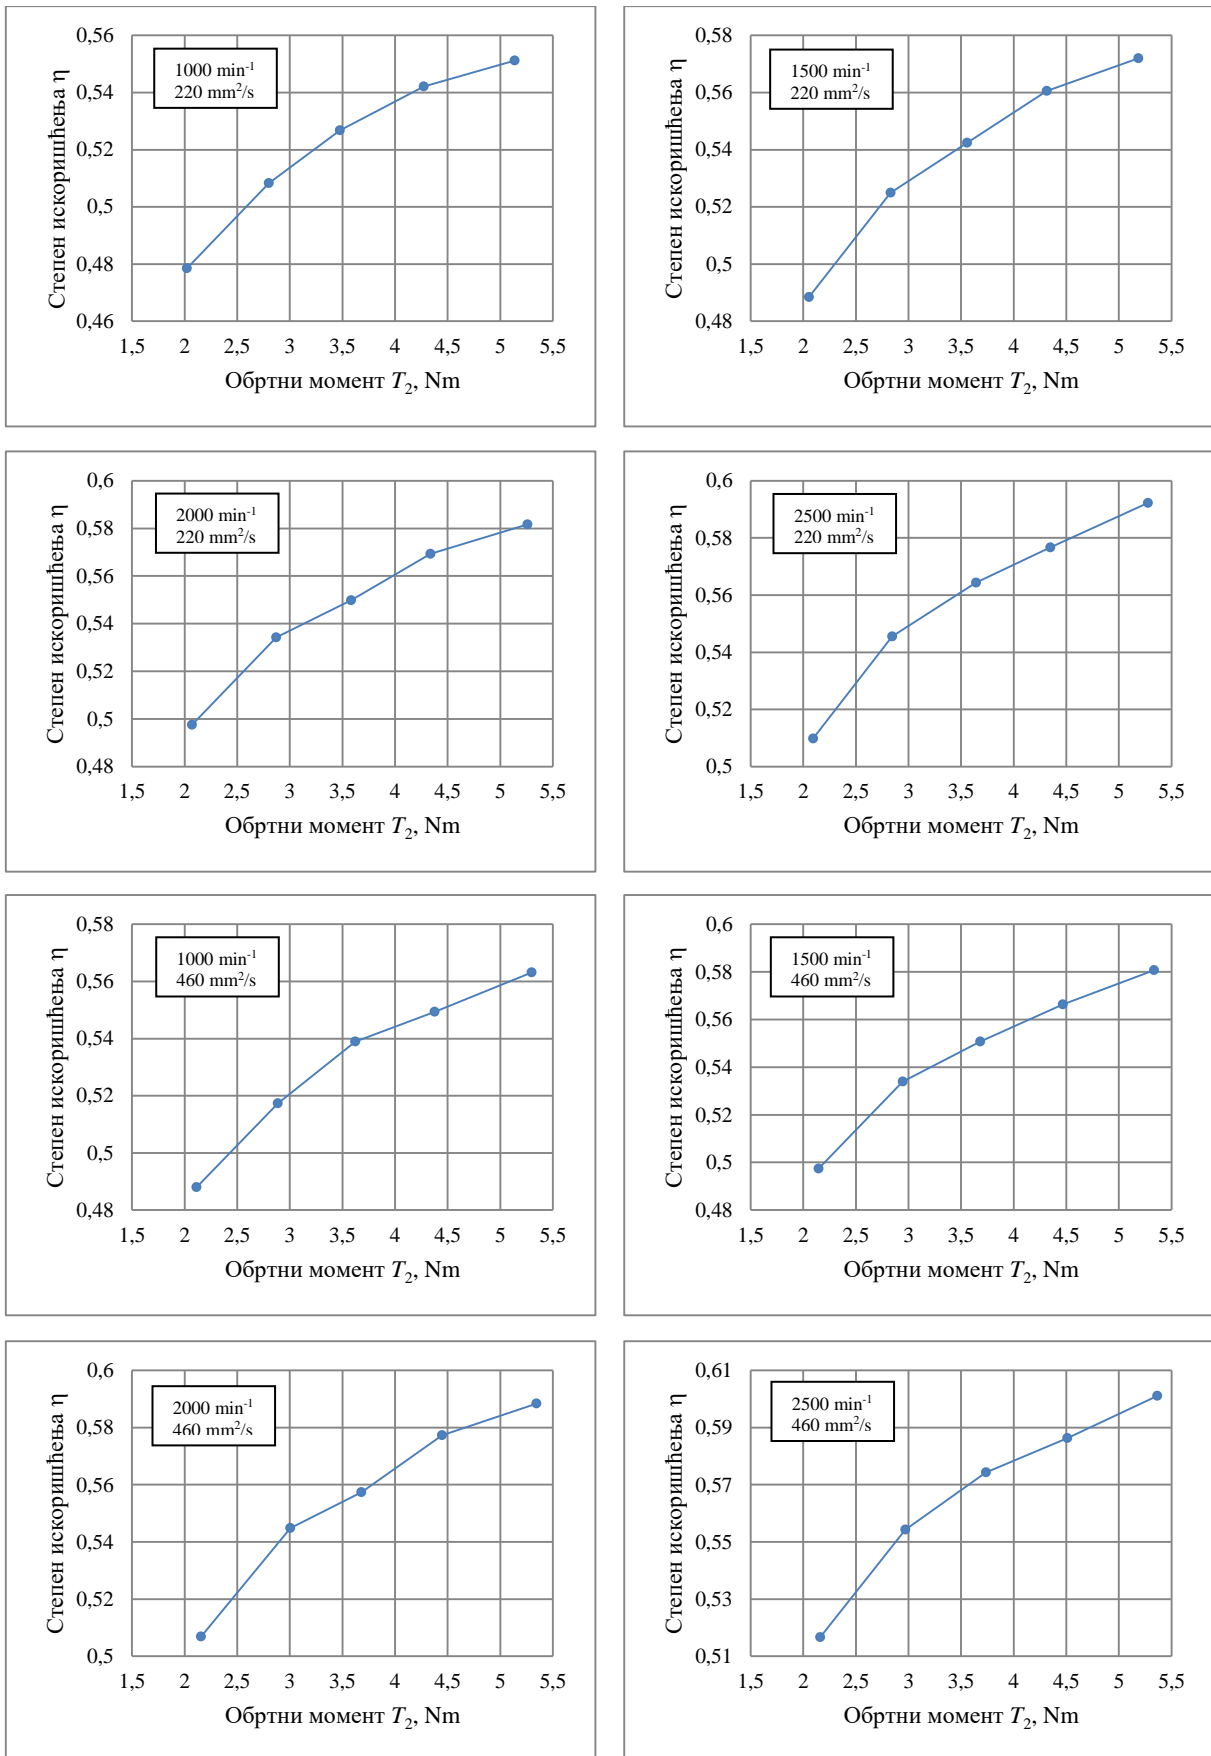 Степен искоришћења η
0,56
0,54
0,52
0,5
0,48
0,46
1000 min-1
220 mm2/s
1,5 2 2,5 3 3,5 4 4,5 5 5,5
Обртни момент T2, Nm
Степен искоришћења η
0,58
0,56
0,54
0,52
0,5
0,48
1500 min-1
220 mm2/s
1,5 2 2,5 3 3,5 4 4,5 5 5,5
Обртни момент T2, Nm
Степен искоришћења η
0,6
0,58
0,56
0,54
0,52
0,5
0,48
2000 min-1
220 mm2/s
1,5 2 2,5 3 3,5 4 4,5 5 5,5
Обртни момент T2, Nm
Степен искоришћења η
0,6
0,58
0,56
0,54
0,52
0,5
2500 min-1
220 mm2/s
1,5 2 2,5 3 3,5 4 4,5 5 5,5
Обртни момент T2, Nm
Степен искоришћења η
0,58
0,56
0,54
0,52
0,5
0,48
1000 min-1
460 mm2/s
1,5 2 2,5 3 3,5 4 4,5 5 5,5
Обртни момент T2, Nm
Степен искоришћења η
0,6
0,58
0,56
0,54
0,52
0,5
0,48
1500 min-1
460 mm2/s
1,5 2 2,5 3 3,5 4 4,5 5 5,5
Обртни момент T2, Nm
Степен искоришћења η
0,6
0,58
0,56
0,54
0,52
0,5
2000 min-1
460 mm2/s
1,5 2 2,5 3 3,5 4 4,5 5 5,5
Обртни момент T2, Nm
Степен искоришћења η
0,61
0,59
0,57
0,55
0,53
0,51
2500 min-1
460 mm2/s
1,5 2 2,5 3 3,5 4 4,5 5 5,5
Обртни момент T2, Nm